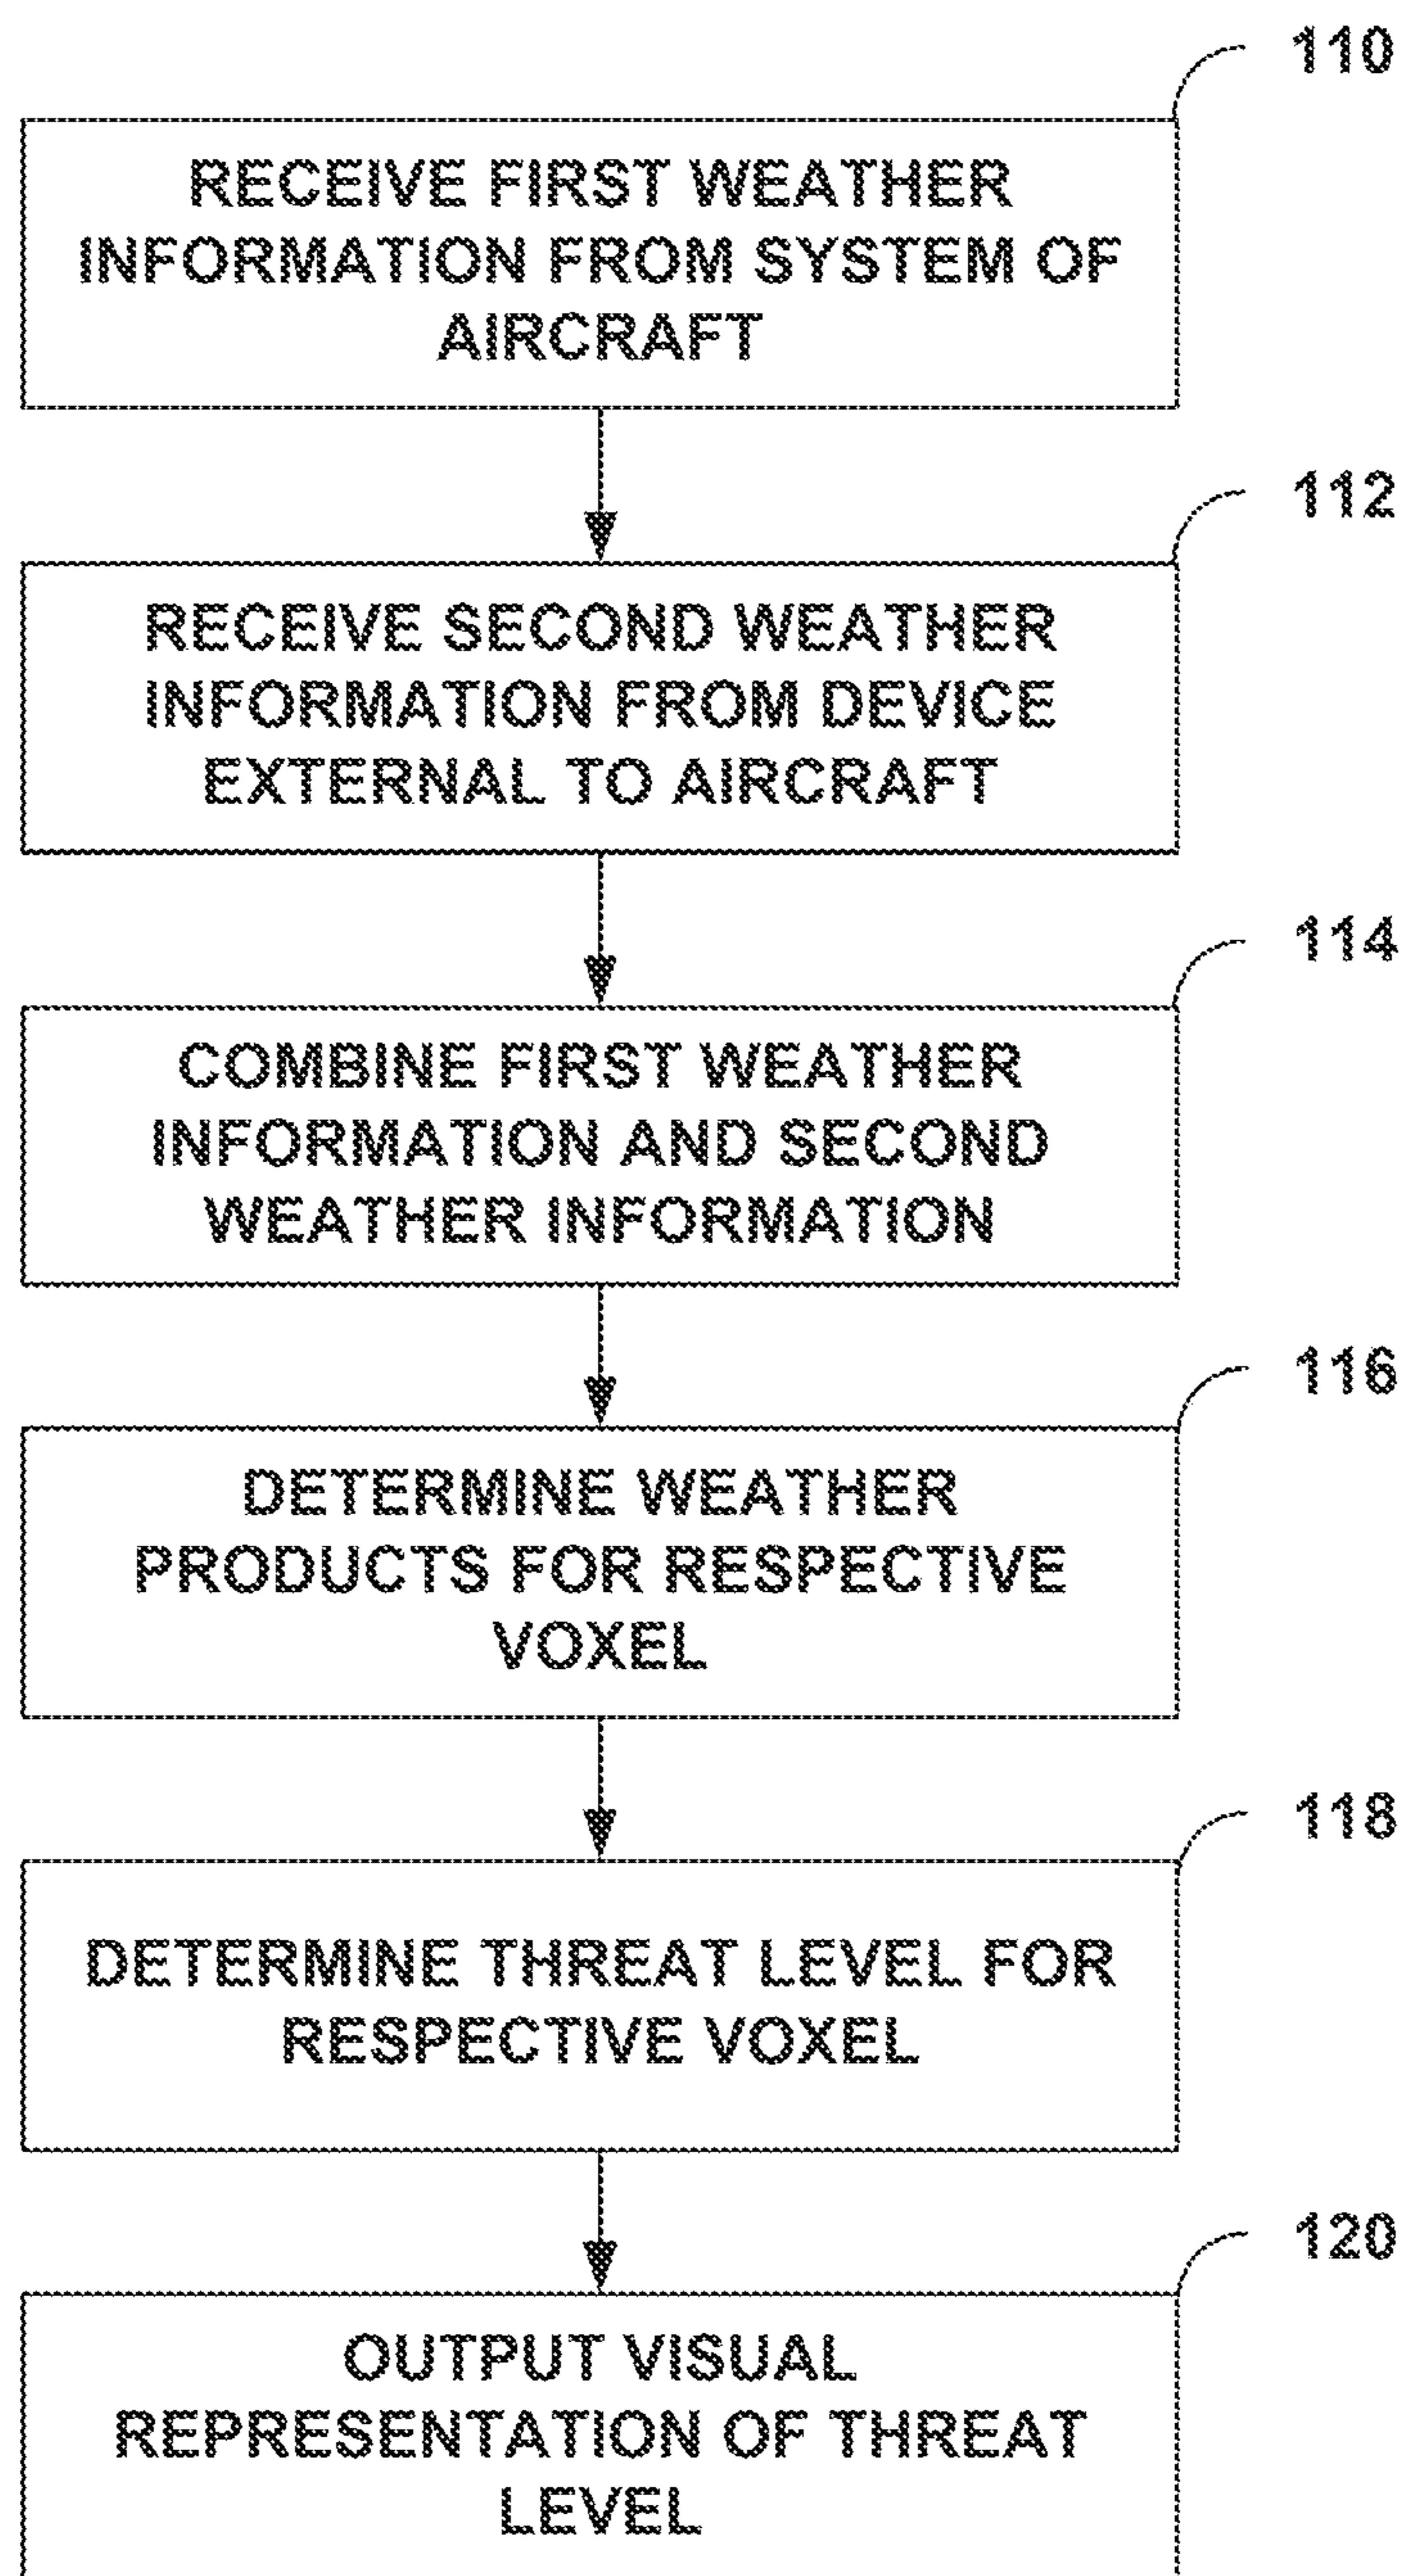 110
RECEIVE FIRST WEATHER
INFORMATION FROM SYSTEM OF
AIRCRAFT
112
RECEIVE SECOND WEATHER
INFORMATION FROM DEVICE
EXTERNAL TO AIRCRAFT
114
COMBINE FIRST WEATHER
INFORMATION AND SECOND
WEATHER INFORMATION
116
DETERMINE WEATHER
PRODUCTS FOR RESPECTIVE
VOXEL
118
DETERMINE THREAT LEVEL FOR
RESPECTIVE VOXEL
120
OUTPUT VISUAL
REPRESENTATION OF THREAT
LEVEL